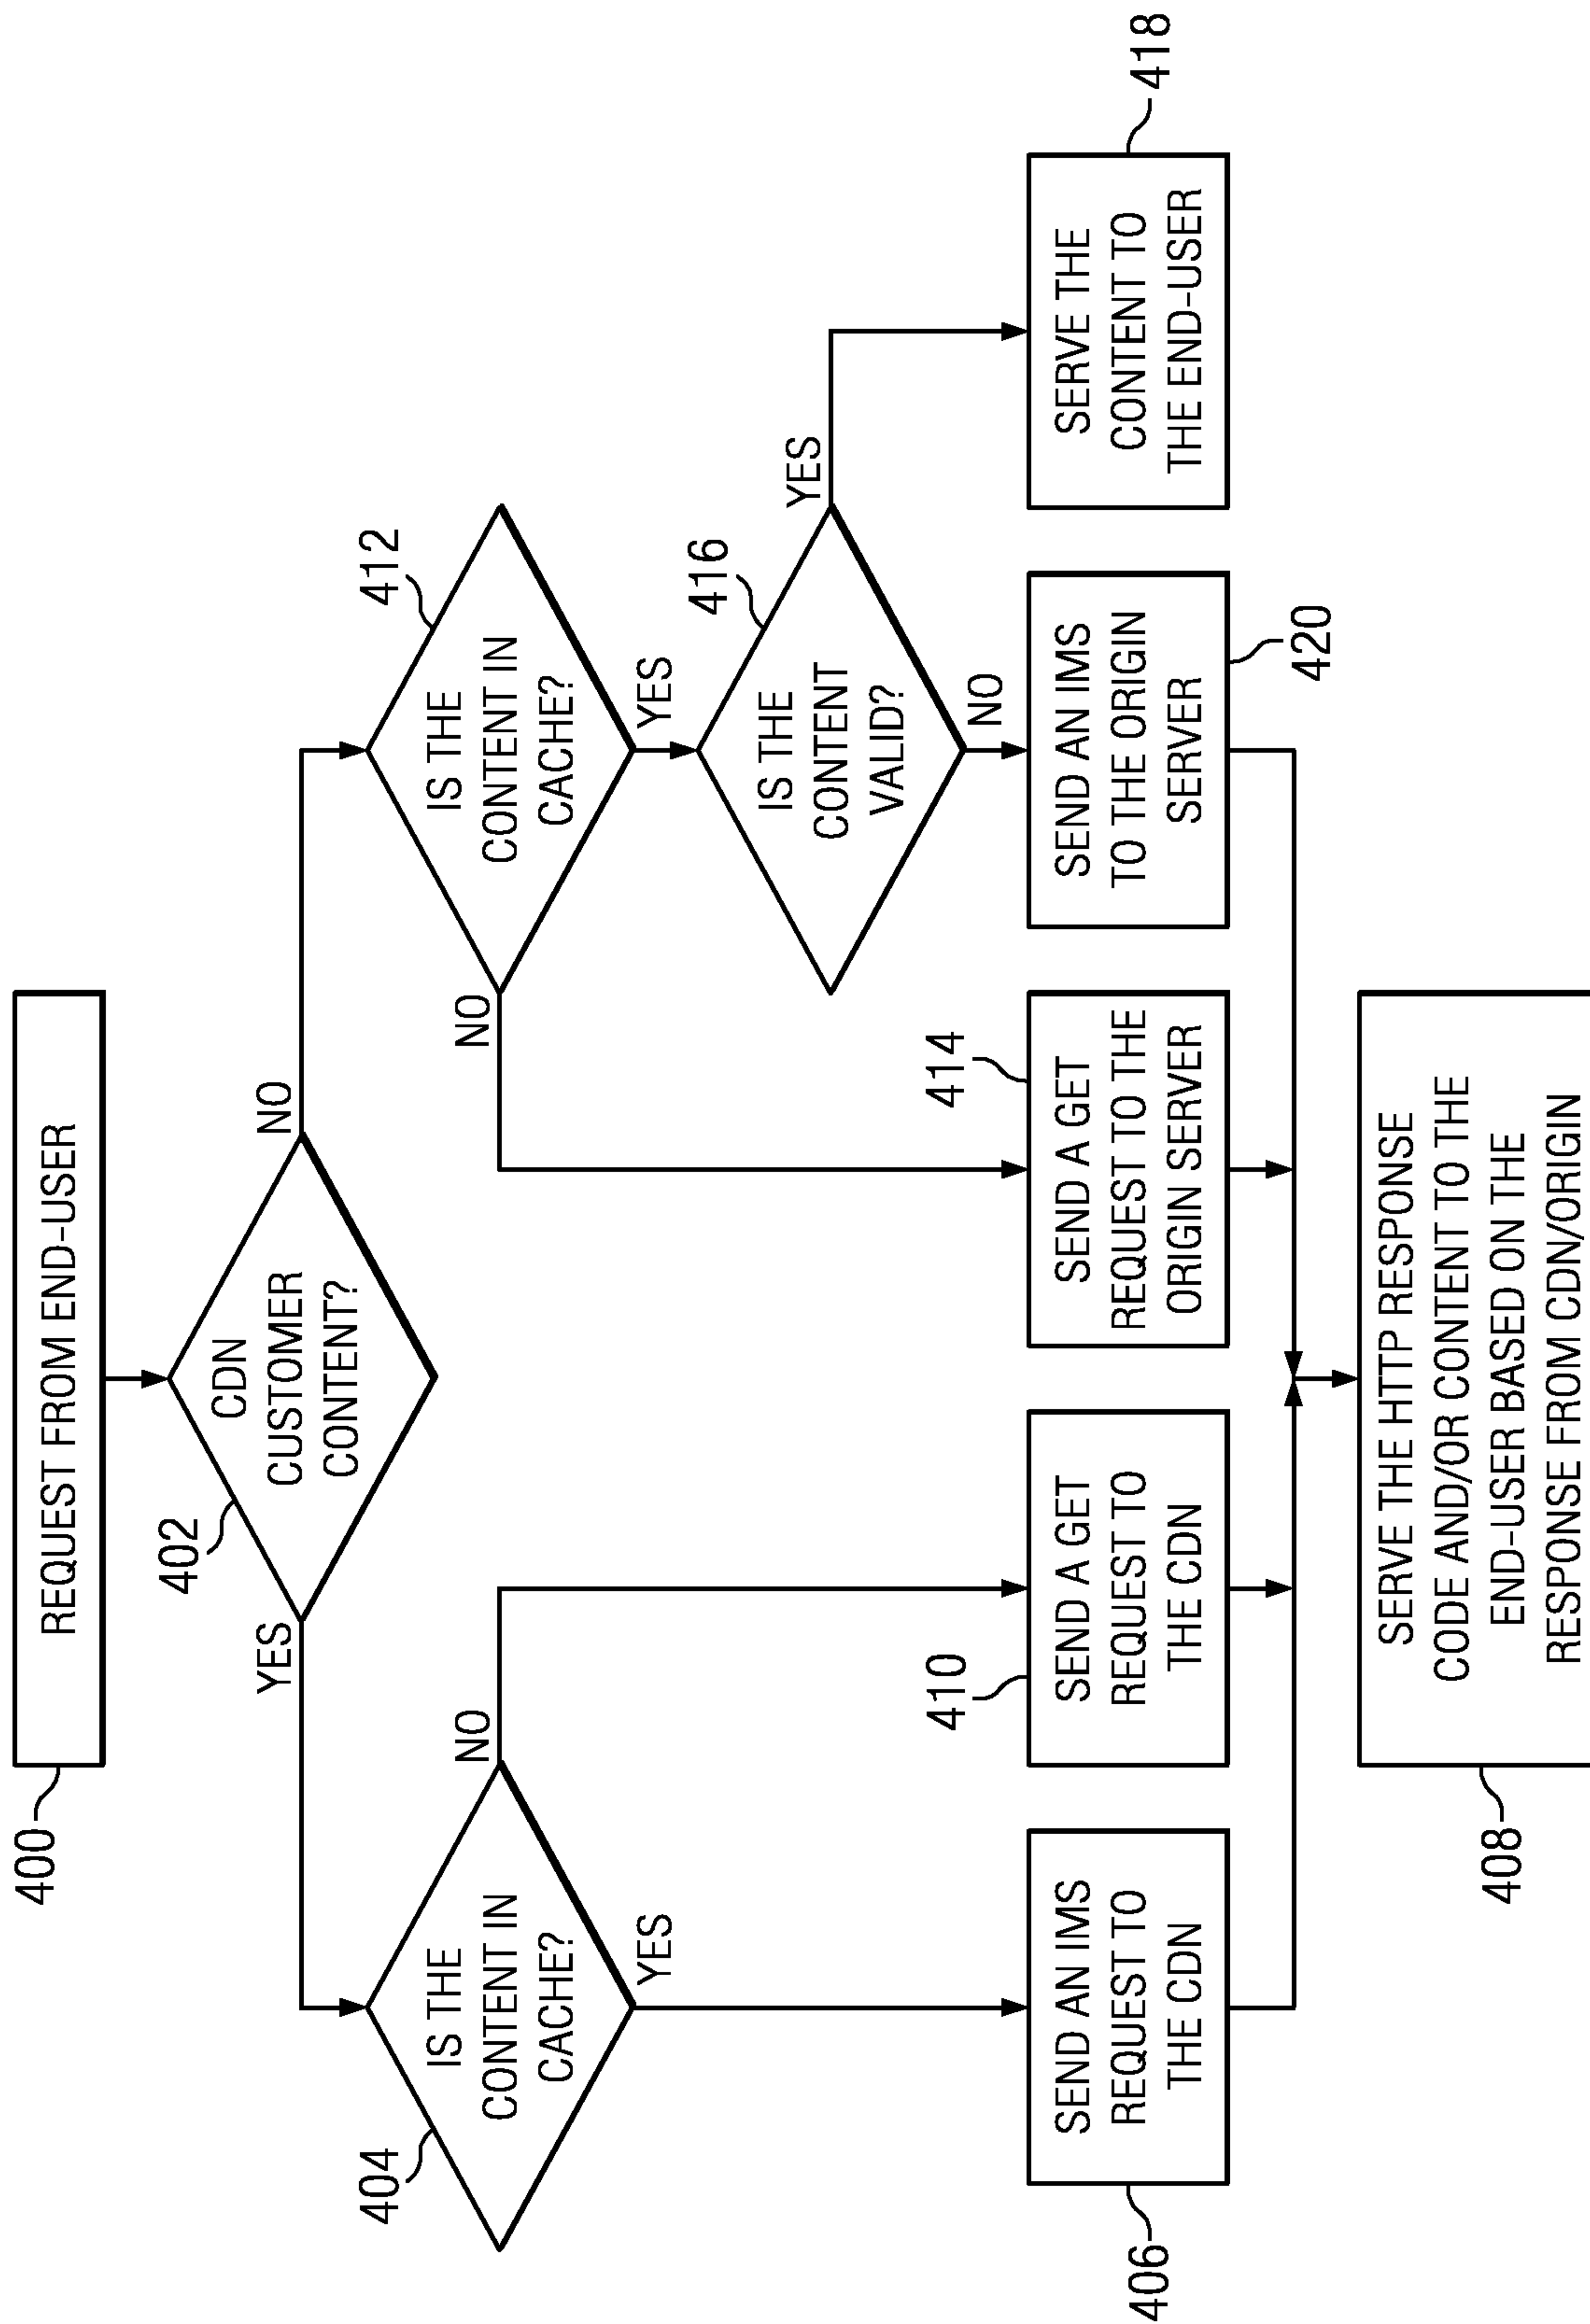 400
REQUEST FROM END-USER
402
CDN
CUSTOMER
CONTENT?
YES
NO
404
IS THE
CONTENT IN
CACHE?
NO
YES
412
IS THE
CONTENT IN
CACHE?
NO
YES
416
IS THE
CONTENT
VALID?
YES
NO
406
SEND AN IMS
REQUEST TO
THE CDN
410
SEND A GET
REQUEST TO
THE CDN
414
SEND A GET
REQUEST TO THE
ORIGIN SERVER
SEND AN IMS
TO THE ORIGIN
SERVER
420
SERVE THE
CONTENT TO
THE END-USER
418
408
SERVE THE HTTP RESPONSE
CODE AND/OR CONTENT TO THE
END-USER BASED ON THE
RESPONSE FROM CDN/ORIGIN